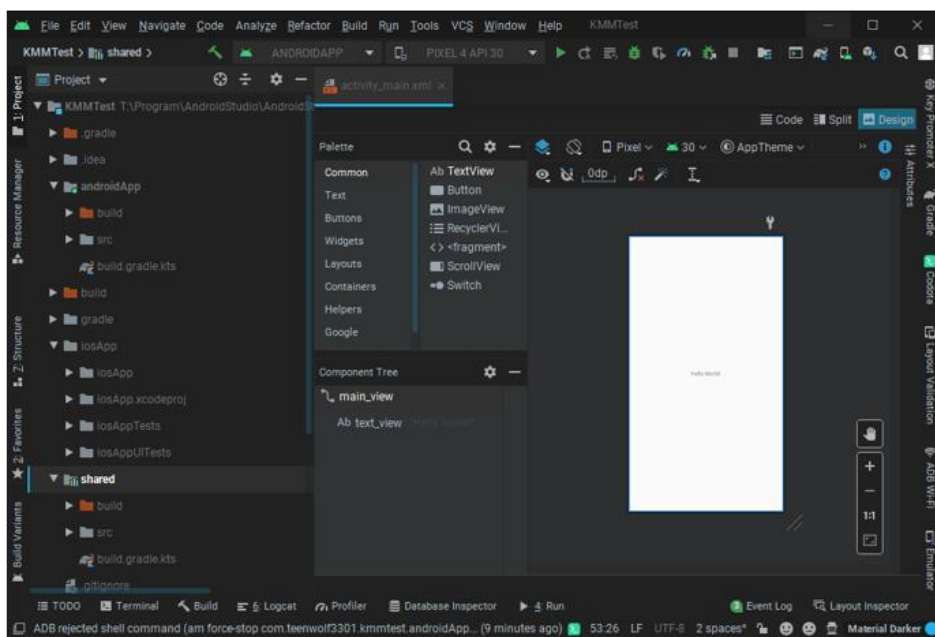 File Edit View Navigate Code Analyze Refactor Build Run Tools VCS Window Help KMMTest
KMMTest > shared > ANDROIDAPP PIXEL 4 API 30
1: Project
Resource Manager
Z: Structure
2: Favorites
Build Variants
Project
KMMTest T:\Program\AndroidStudio\AndroidS
.gradle
.idea
androidApp
build
src
build.gradle.kts
build
gradle
iosApp
iosApp
iosApp.xcodeproj
iosAppTests
iosAppUITests
shared
build
src
build.gradle.kts
.gitignore
activity_main.xml
Code Split Design
Palette
Common
Text
Buttons
Widgets
Layouts
Containers
Helpers
Google
Ab TextView
Button
ImageView
RecyclerVi...
<fragment>
ScrollView
Switch
Pixel 30 AppTheme
0dp
Component Tree
main_view
Ab text_view "Hello World!"
Hello World!
1:1
Key Promoter X
Attributes
Gradle
Codota
Layout Validation
ADB Wi-Fi
Emulator
TODO Terminal Build 6: Logcat Profiler Database Inspector 4: Run Event Log Layout Inspector
ADB rejected shell command (am force-stop com.teenwolf3301.kmmtest.androidApp.. (9 minutes ago) 53:26 LF UTF-8 2 spaces* Material Darker